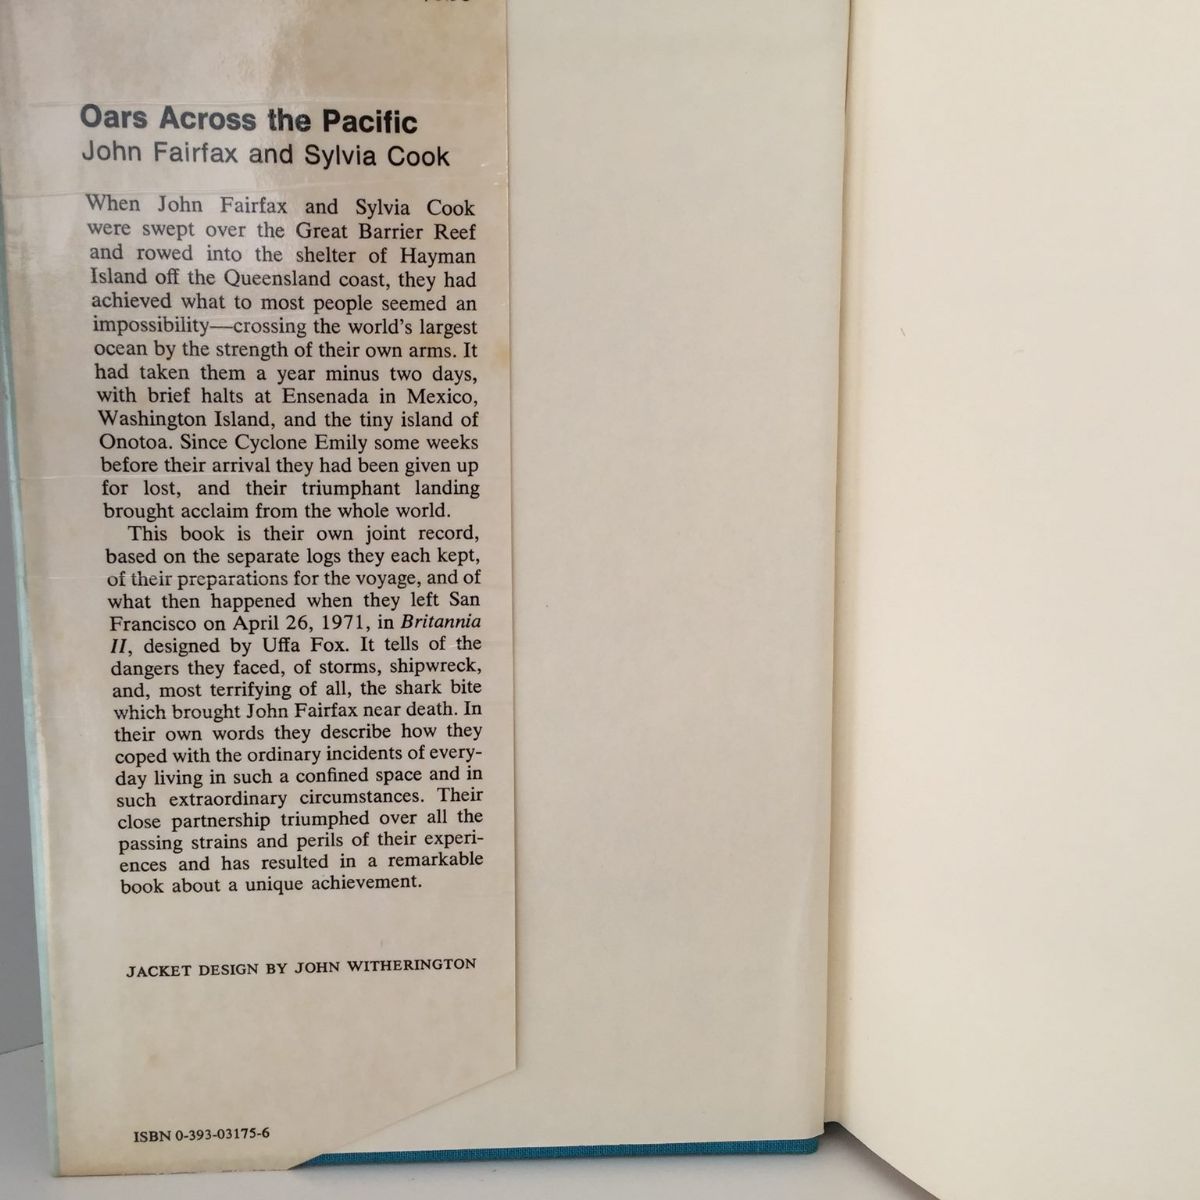 Oars Across the Pacific
John Fairfax and Sylvia Cook
When John Fairfax and Sylvia Cook
were swept over the Great Barrier Reef
and rowed into the shelter of Hayman
Island off the Queensland coast, they had
achieved what to most people seemed an
impossibility—crossing the world's largest
ocean by the strength of their own arms. It
had taken them a year minus two days,
with brief halts at Ensenada in Mexico,
Washington Island, and the tiny island of
Onotoa. Since Cyclone Emily some weeks
before their arrival they had been given up
for lost, and their triumphant landing
brought acclaim from the whole world.
This book is their own joint record,
based on the separate logs they each kept,
of their preparations for the voyage, and of
what then happened when they left San
Francisco on April 26, 1971, in Britannia
II, designed by Uffa Fox. It tells of the
dangers they faced, of storms, shipwreck,
and, most terrifying of all, the shark bite
which brought John Fairfax near death. In
their own words they describe how they
coped with the ordinary incidents of every-
day living in such a confined space and in
such extraordinary circumstances. Their
close partnership triumphed over all the
passing strains and perils of their experi-
ences and has resulted in a remarkable
book about a unique achievement.
JACKET DESIGN BY JOHN WITHERINGTON
ISBN 0-393-03175-6